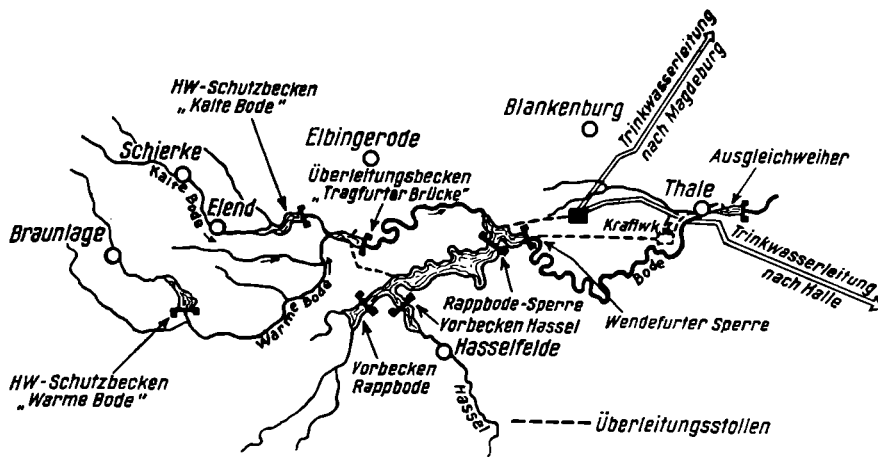 HW-Schutzbecken
„Kalte Bode"
Schierke
Kalte Bode
Elend
Braunlage
Elbingerode
Überleitungsbecken
„Tragfurter Brücke"
Blankenburg
Trinkwasserleitung
nach Magdeburg
Ausgleichweiher
Thale
Kraftwk.
Bode
Trinkwasserleitung
nach Halle
Warme Bode
Rappbode-Sperre
Vorbecken Hassel
Hasselfelde
Wendefurter Sperre
HW-Schutzbecken
„Warme Bode"
Vorbecken
Rappbode
Hassel
Überleitungsstollen